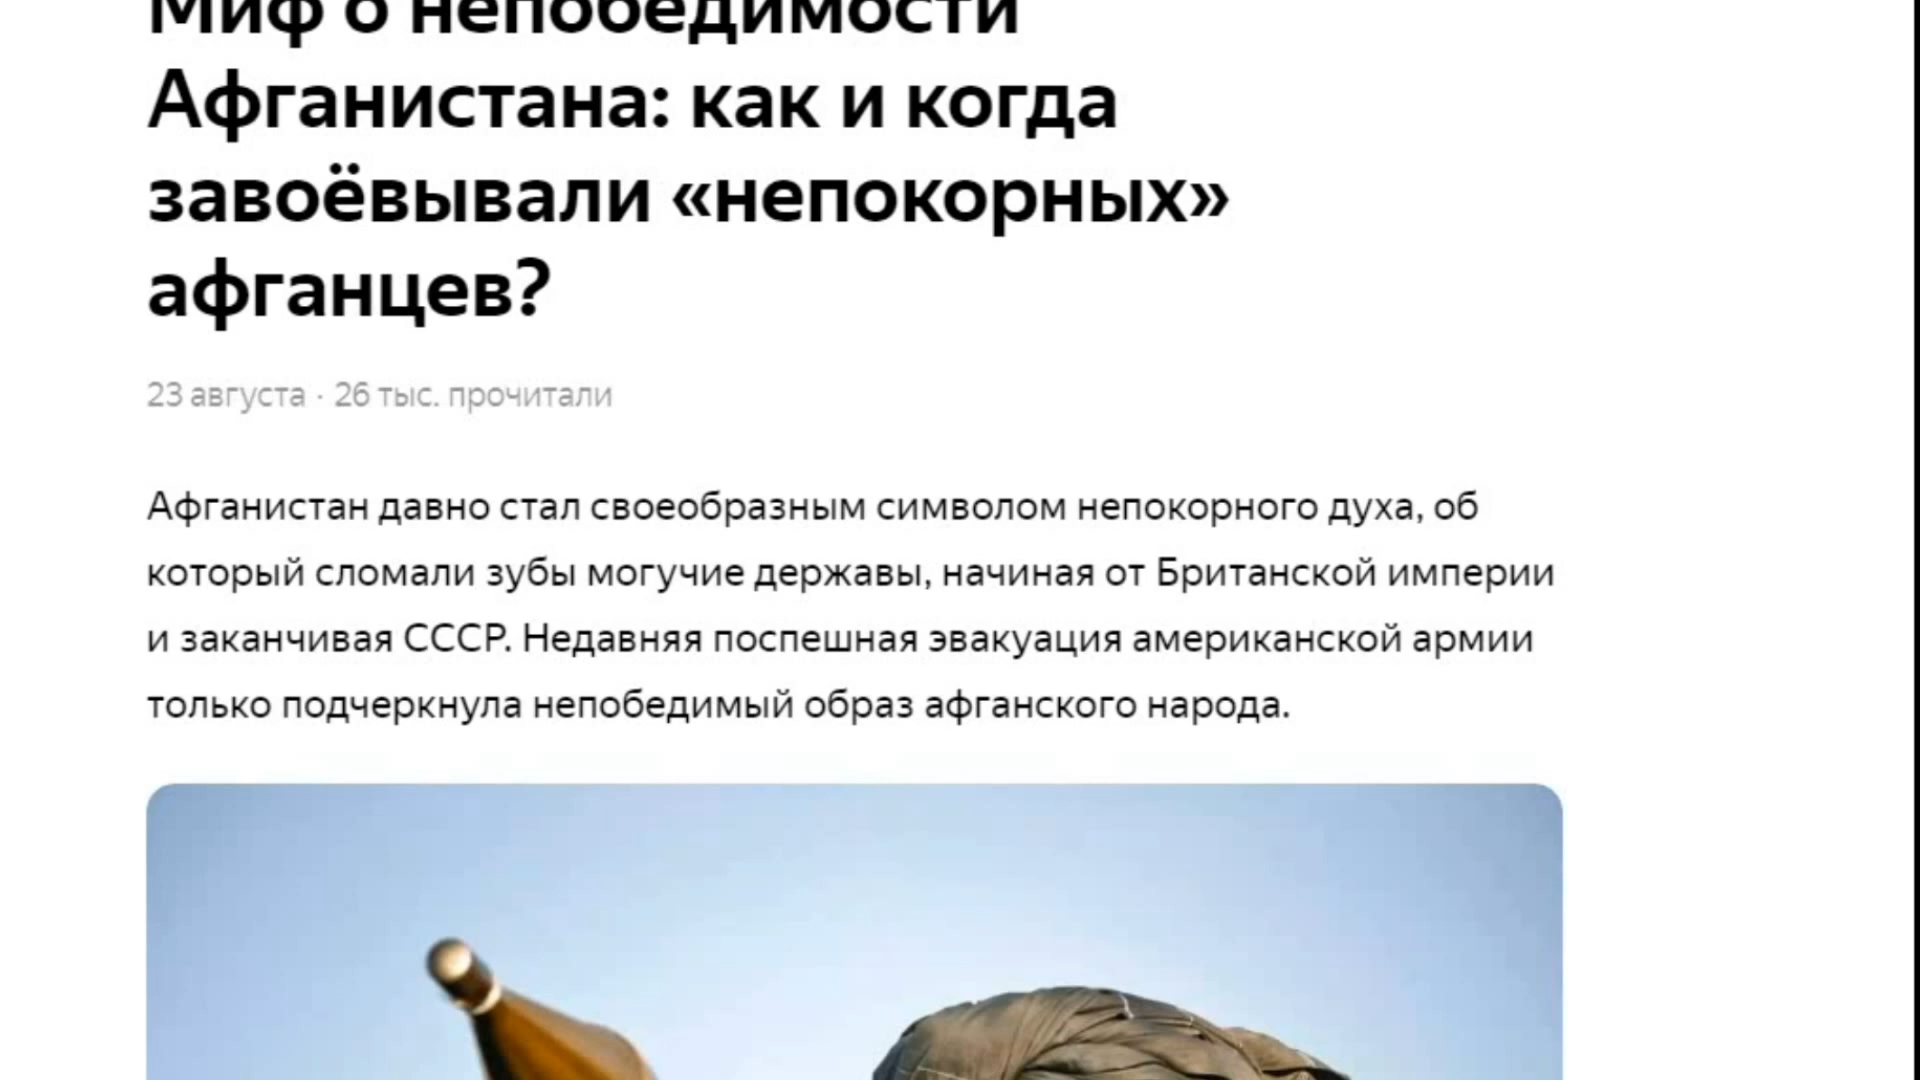 Миф о непобедимости
Афганистана: как и когда
завоёвывали «непокорных»
афганцев?
23 августа · 26 тыс. прочитали
Афганистан давно стал своеобразным символом непокорного духа, об
который сломали зубы могучие державы, начиная от Британской империи
и заканчивая СССР. Недавняя поспешная эвакуация американской армии
только подчеркнула непобедимый образ афганского народа.